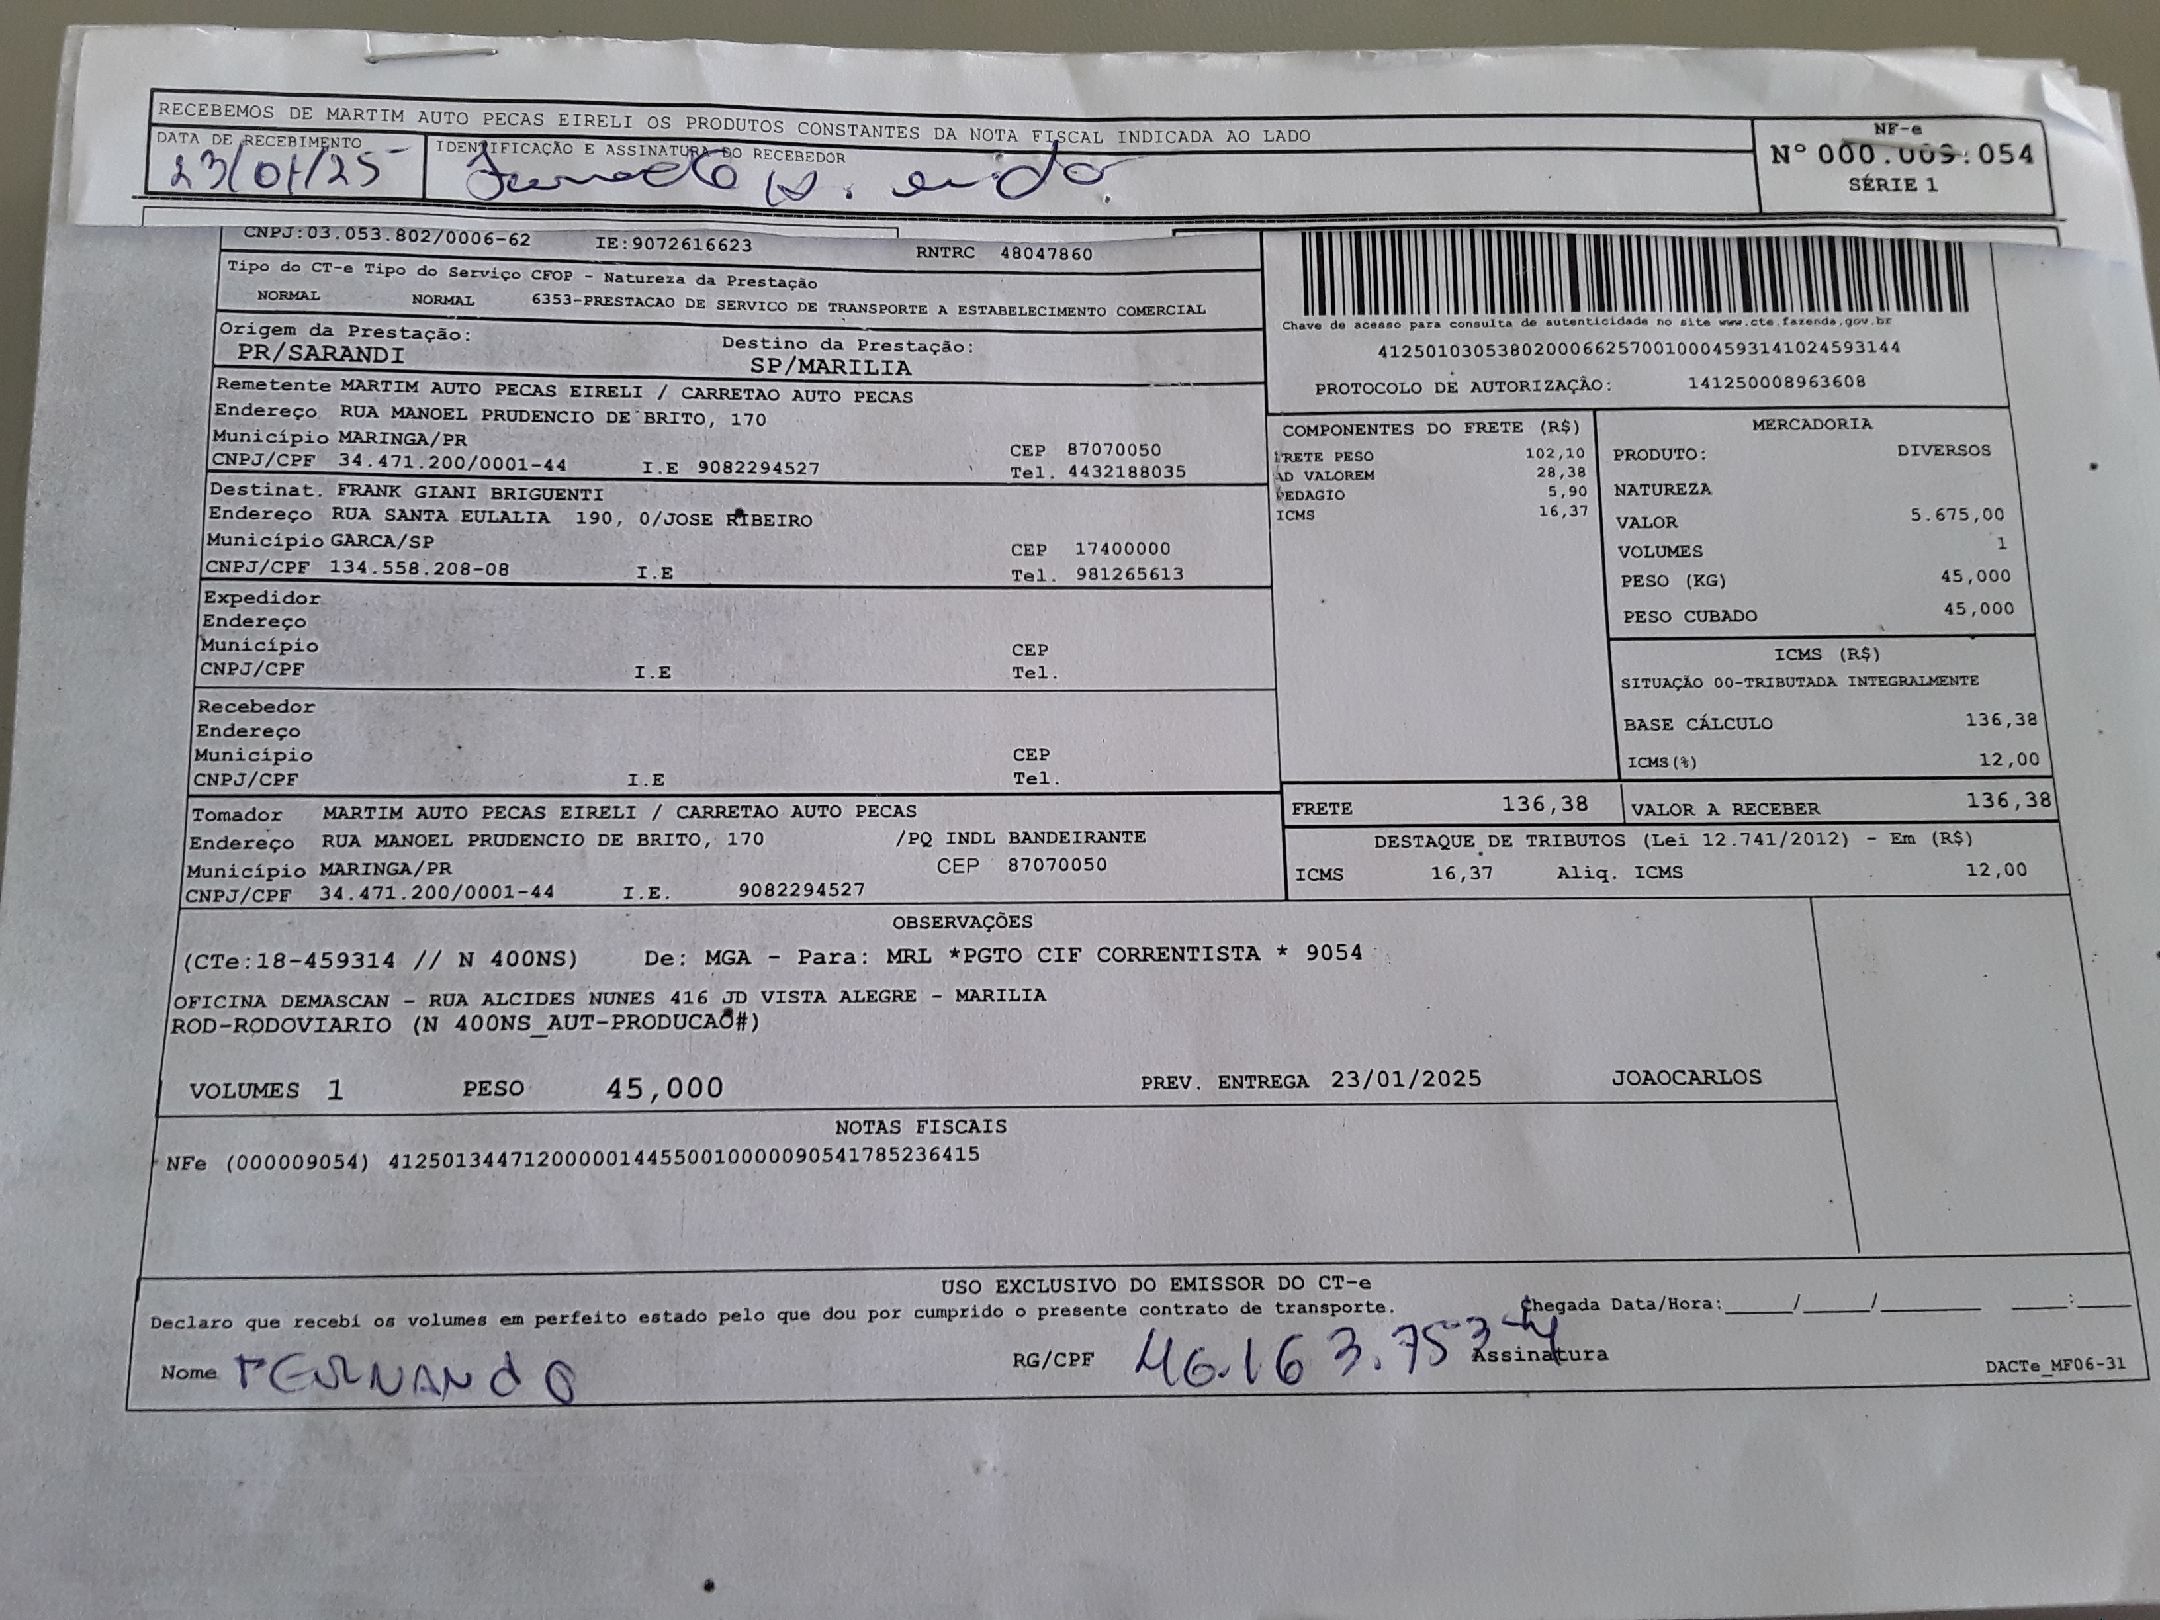 RECEBEMOS DE MARTIM AUTO PECAS EIRELI OS PRODUTOS CONSTANTES DA NOTA FISCAL INDICADA AO LADO
DATA DE RECEBIMENTO
23/01/25
IDENTIFICAÇÃO E ASSINATURA DO RECEBEDOR
NF-e
Nº 000.009.054
SÉRIE 1
CNPJ:03.053.802/0006-62 IE:9072616623 RNTRC 48047860
Tipo do CT-e Tipo do Serviço CFOP - Natureza da Prestação
NORMAL NORMAL 6353-PRESTACAO DE SERVICO DE TRANSPORTE A ESTABELECIMENTO COMERCIAL
Origem da Prestação: Destino da Prestação:
PR/SARANDI SP/MARILIA
Chave de acesso para consulta de autenticidade no site www.cte.fazenda.gov.br
41250103053802000662570010004593141024593144
PROTOCOLO DE AUTORIZAÇÃO: 141250008963608
Remetente MARTIM AUTO PECAS EIRELI / CARRETAO AUTO PECAS
Endereço RUA MANOEL PRUDENCIO DE BRITO, 170
Município MARINGA/PR CEP 87070050
CNPJ/CPF 34.471.200/0001-44 I.E 9082294527 Tel. 4432188035
Destinat. FRANK GIANI BRIGUENTI
Endereço RUA SANTA EULALIA 190, 0/JOSE RIBEIRO
Município GARCA/SP CEP 17400000
CNPJ/CPF 134.558.208-08 I.E Tel. 981265613
Expedidor
Endereço
Município CEP
CNPJ/CPF I.E Tel.
Recebedor
Endereço
Município CEP
CNPJ/CPF I.E Tel.
Tomador MARTIM AUTO PECAS EIRELI / CARRETAO AUTO PECAS
Endereço RUA MANOEL PRUDENCIO DE BRITO, 170 /PQ INDL BANDEIRANTE
Município MARINGA/PR CEP 87070050
CNPJ/CPF 34.471.200/0001-44 I.E. 9082294527
COMPONENTES DO FRETE (R$)
FRETE PESO 102,10
AD VALOREM 28,38
PEDAGIO 5,90
ICMS 16,37
MERCADORIA
PRODUTO: DIVERSOS
NATUREZA
VALOR 5.675,00
VOLUMES 1
PESO (KG) 45,000
PESO CUBADO 45,000
ICMS (R$)
SITUAÇÃO 00-TRIBUTADA INTEGRALMENTE
BASE CÁLCULO 136,38
ICMS(%) 12,00
FRETE 136,38 VALOR A RECEBER 136,38
DESTAQUE DE TRIBUTOS (Lei 12.741/2012) - Em (R$)
ICMS 16,37 Aliq. ICMS 12,00
OBSERVAÇÕES
(CTe:18-459314 // N 400NS) De: MGA - Para: MRL *PGTO CIF CORRENTISTA * 9054
OFICINA DEMASCAN - RUA ALCIDES NUNES 416 JD VISTA ALEGRE - MARILIA
ROD-RODOVIARIO (N 400NS_AUT-PRODUCAO#)
VOLUMES 1 PESO 45,000 PREV. ENTREGA 23/01/2025 JOAOCARLOS
NOTAS FISCAIS
NFe (000009054) 41250134471200000144550010000090541785236415
USO EXCLUSIVO DO EMISSOR DO CT-e
Declaro que recebi os volumes em perfeito estado pelo que dou por cumprido o presente contrato de transporte. Chegada Data/Hora:_____/_____/_______ ____:____
Nome FERNANdO RG/CPF 46.163.753-4 Assinatura DACTe_MF06-31